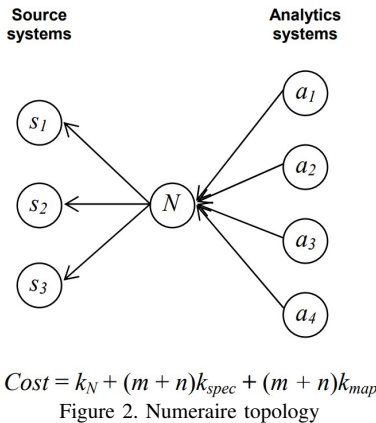 Source
systems
Analytics
systems
s1
s2
s3
N
a1
a2
a3
a4
Cost = kN + (m + n)kspec + (m + n)kmap
Figure 2. Numeraire topology